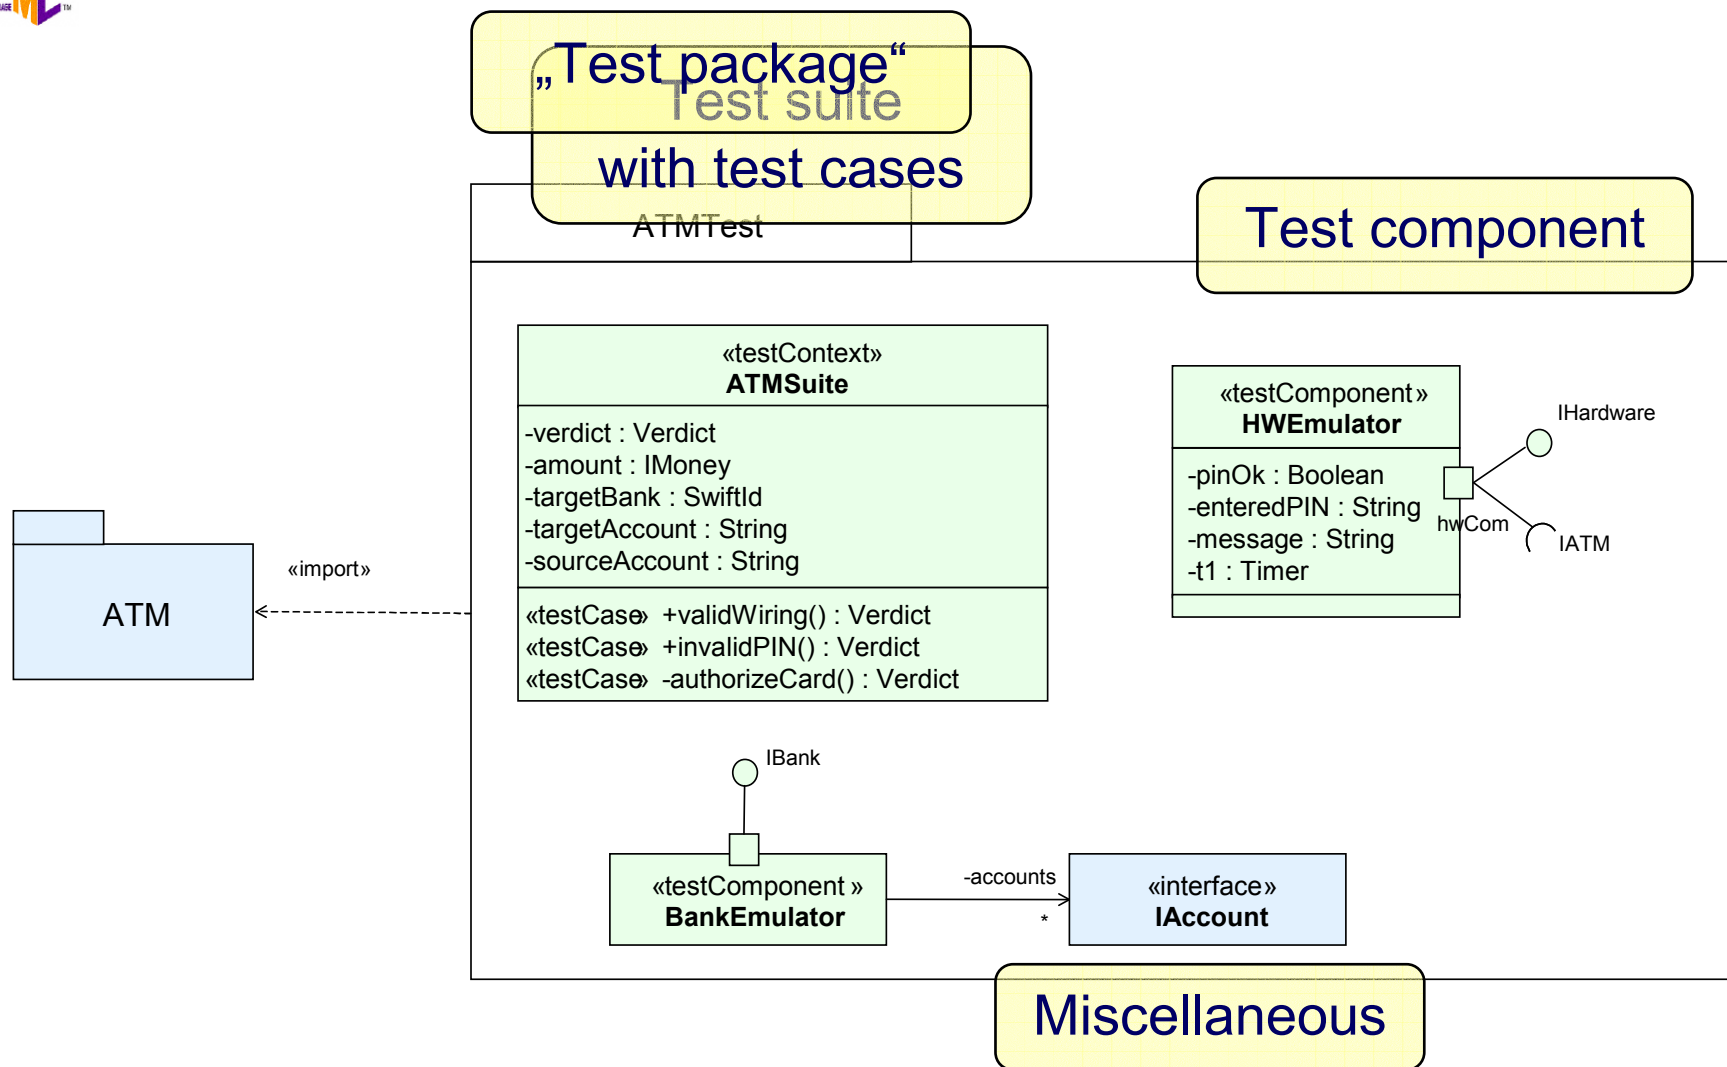 „Test package“
Test suite
with test cases
ATMTest
Test component
«testContext»
ATMSuite
-verdict : Verdict
-amount : IMoney
-targetBank : SwiftId
-targetAccount : String
-sourceAccount : String
«testCase» +validWiring() : Verdict
«testCase» +invalidPIN() : Verdict
«testCase» -authorizeCard() : Verdict
«testComponent»
HWEmulator
-pinOk : Boolean
-enteredPIN : String
-message : String
-t1 : Timer
hwCom
IHardware
IATM
«import»
ATM
IBank
«testComponent»
BankEmulator
-accounts
*
«interface»
IAccount
Miscellaneous